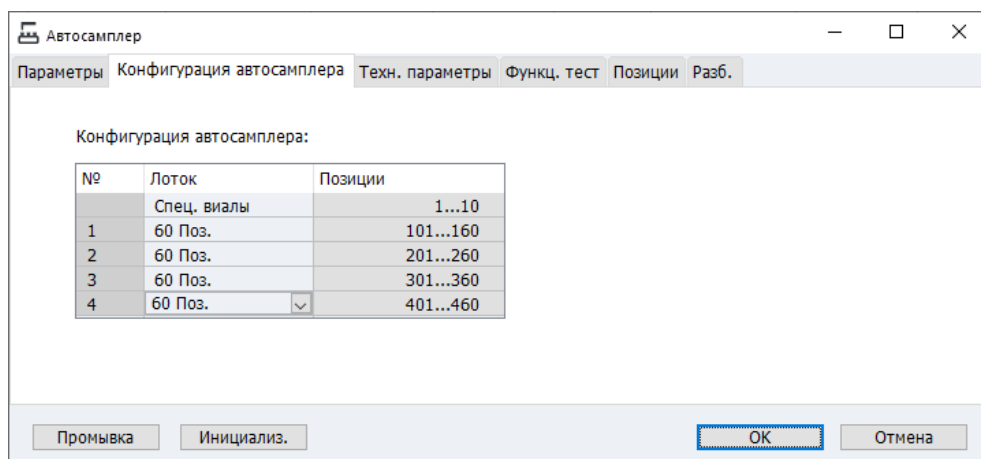 Автосамплер
Параметры Конфигурация автосамплера Техн. параметры Функц. тест Позиции Разб.
Конфигурация автосамплера:
№ Лоток Позиции
Спец. виалы 1...10
1 60 Поз. 101...160
2 60 Поз. 201...260
3 60 Поз. 301...360
4 60 Поз. 401...460
Промывка Инициализ. OK Отмена